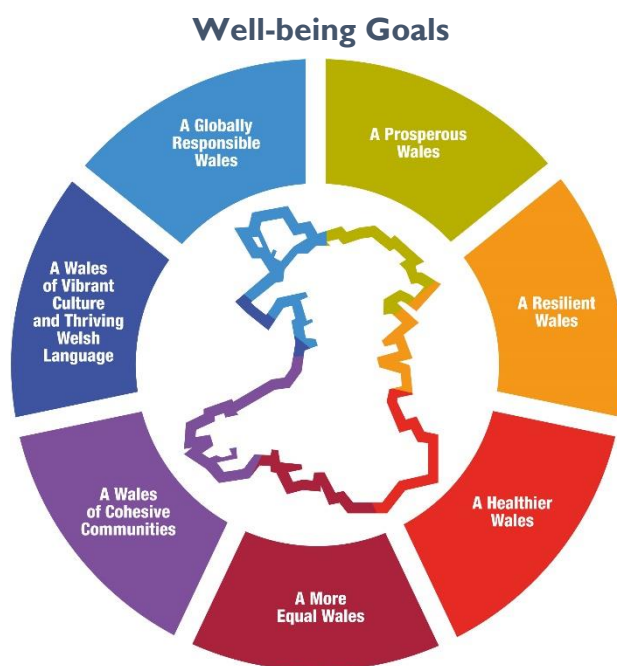 Well-being Goals
A Globally
Responsible
Wales
A Prosperous
Wales
A Resilient
Wales
A Healthier
Wales
A More
Equal Wales
A Wales
of Cohesive
Communities
A Wales
of Vibrant
Culture
and Thriving
Welsh
Language